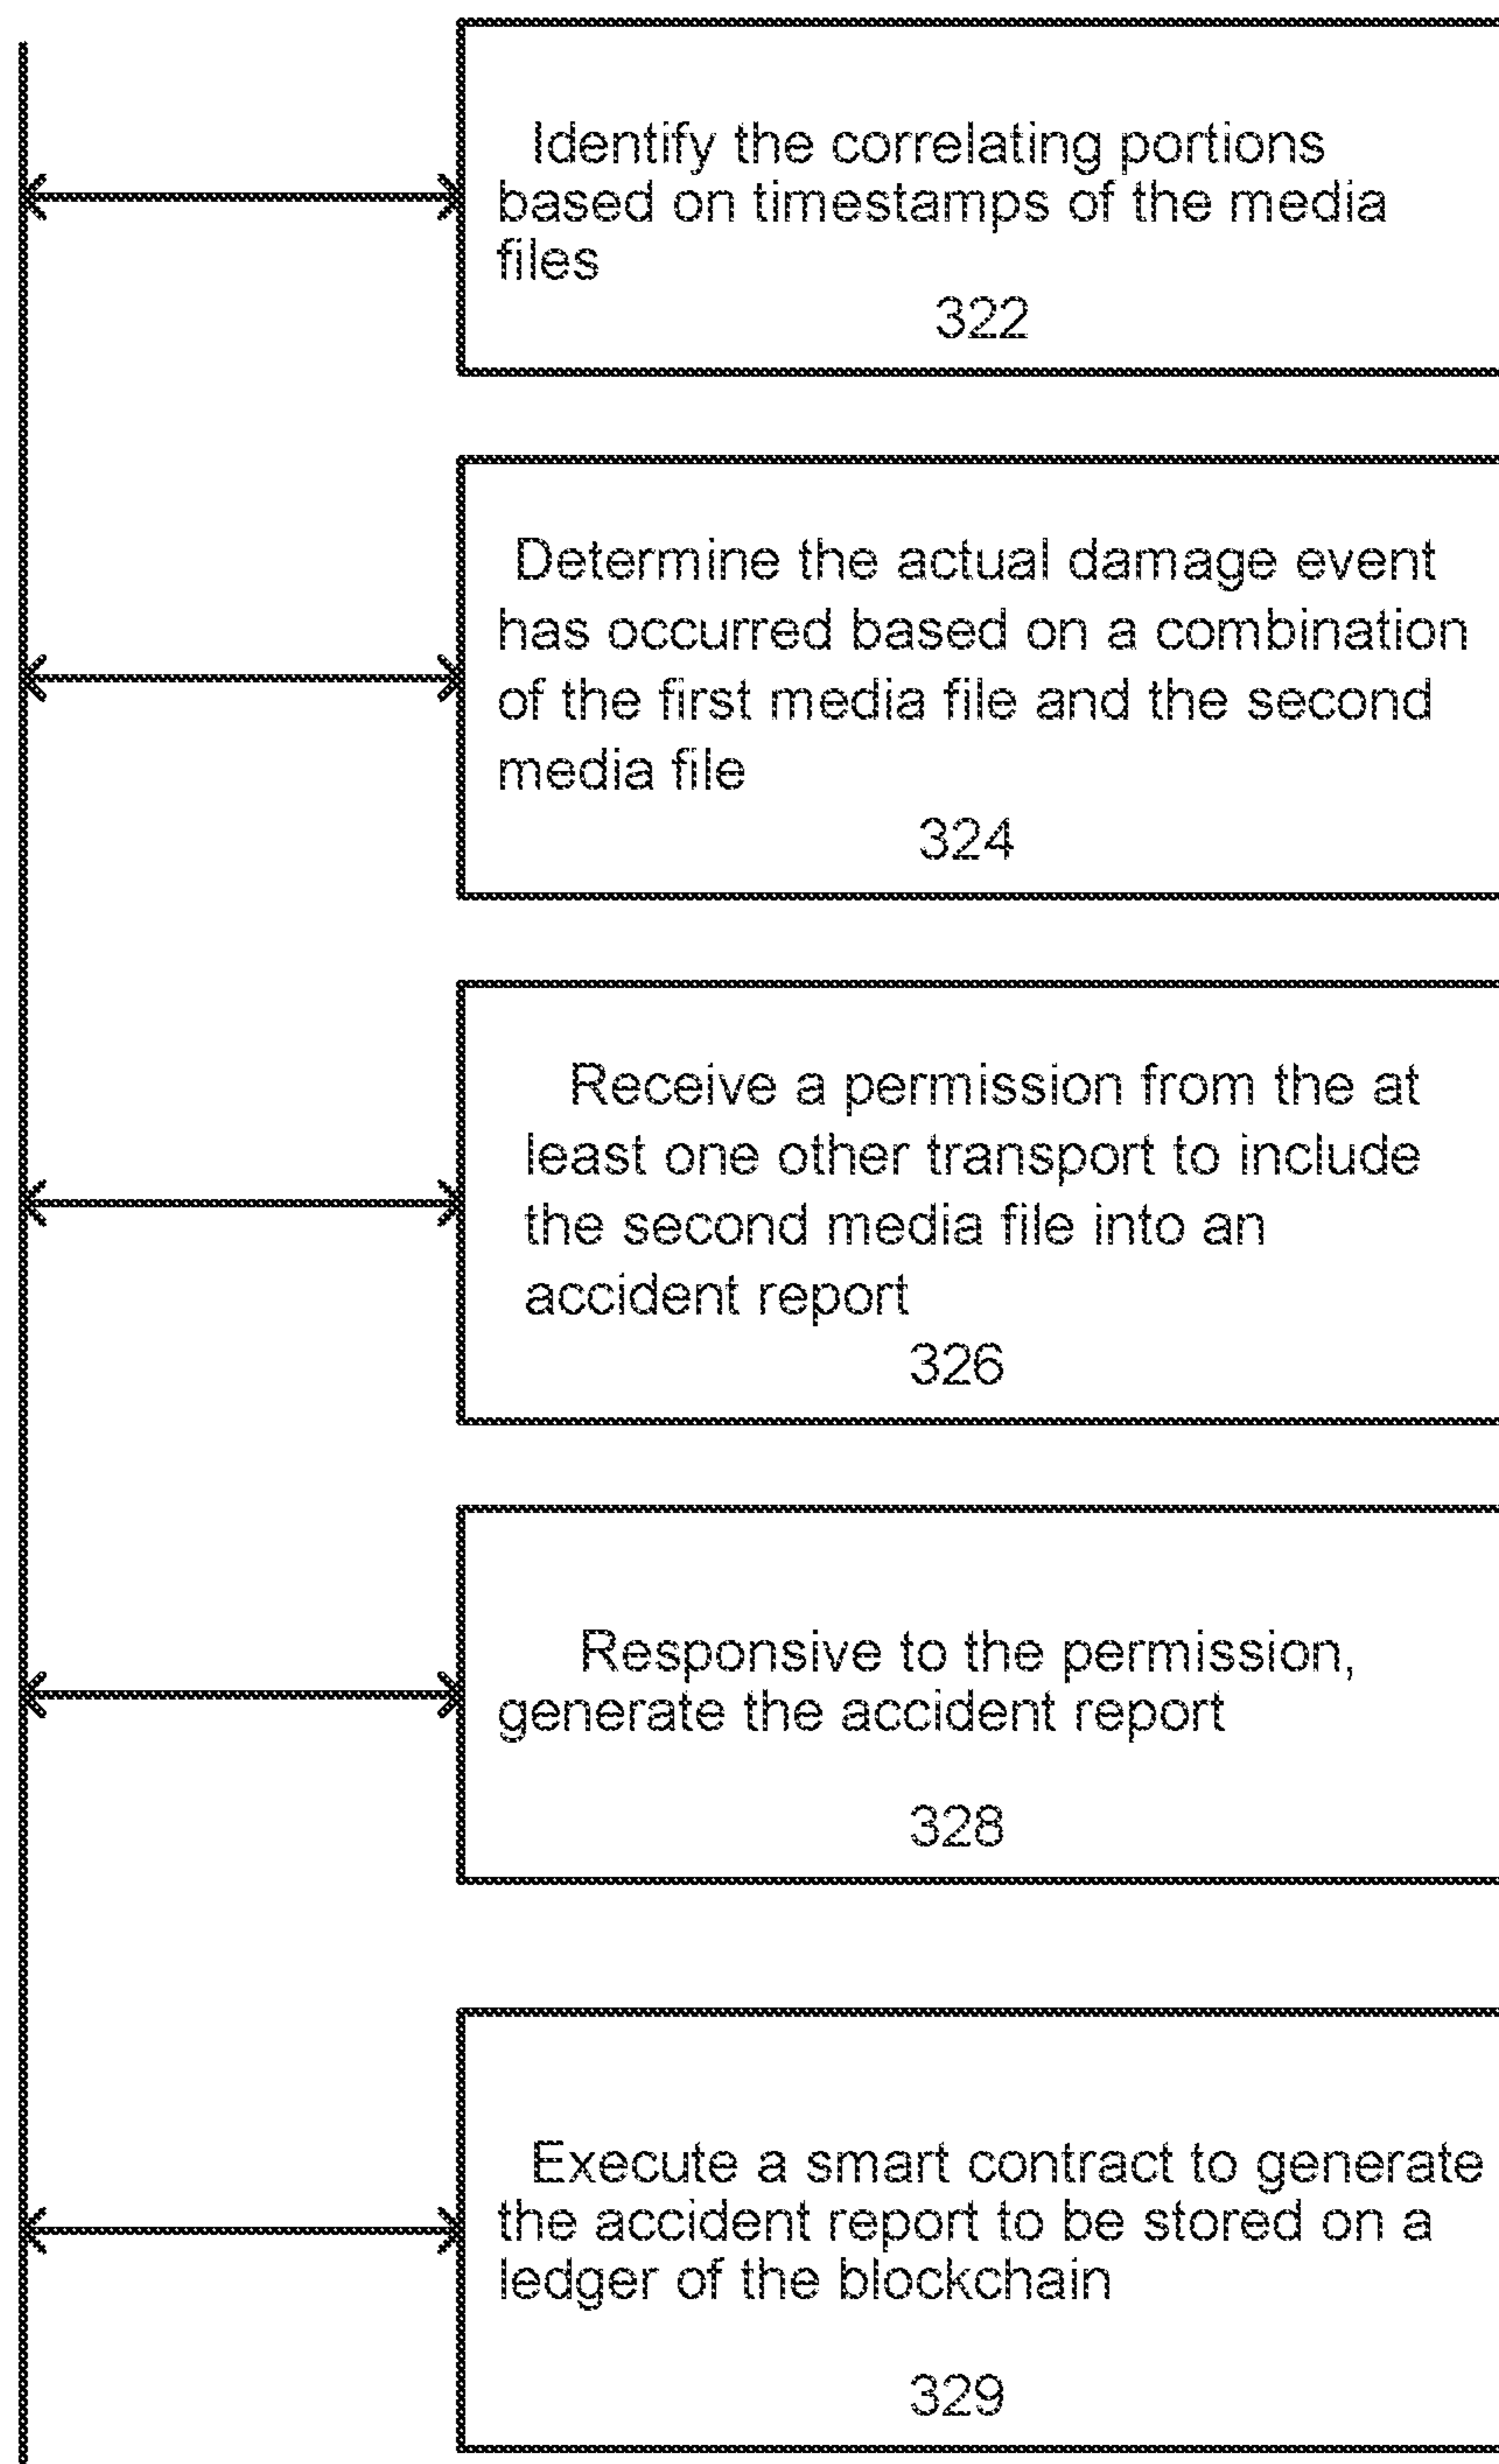 Identify the correlating portions
based on timestamps of the media
files
322
Determine the actual damage event
has occurred based on a combination
of the first media file and the second
media file
324
Receive a permission from the at
least one other transport to include
the second media file into an
accident report
326
Responsive to the permission,
generate the accident report
328
Execute a smart contract to generate
the accident report to be stored on a
ledger of the blockchain
329